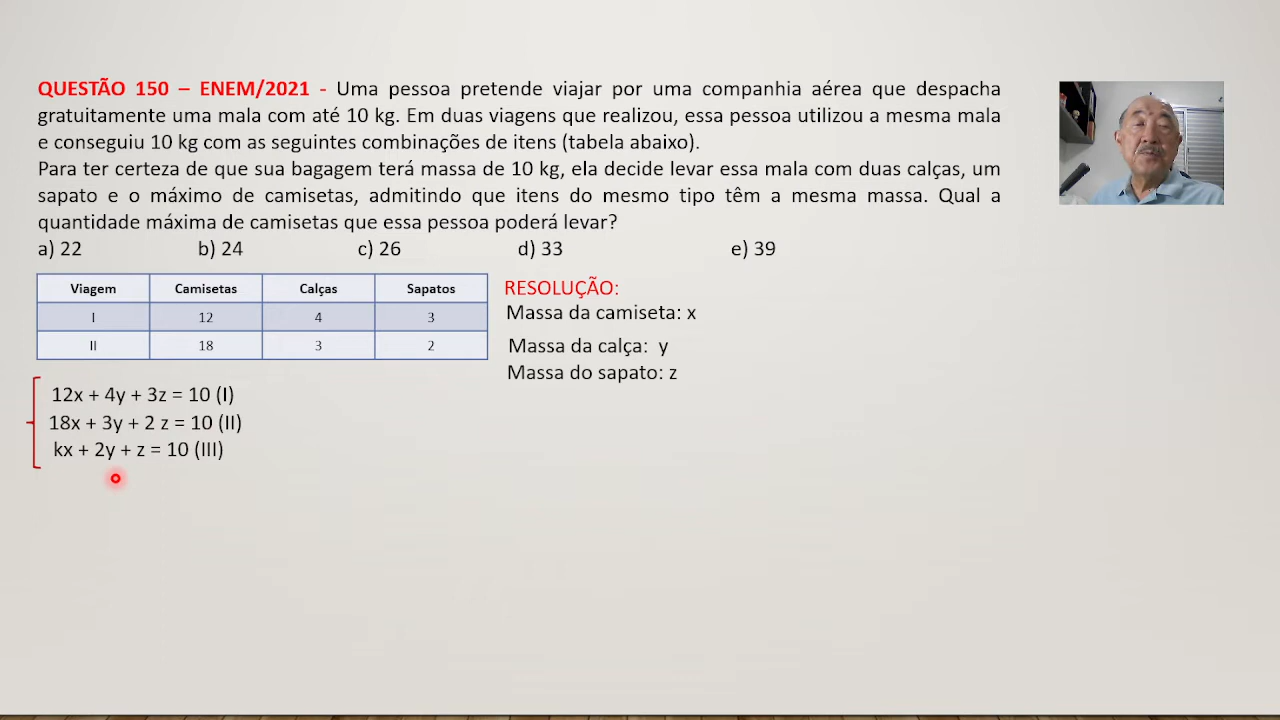 QUESTÃO 150 – ENEM/2021 - Uma pessoa pretende viajar por uma companhia aérea que despacha
gratuitamente uma mala com até 10 kg. Em duas viagens que realizou, essa pessoa utilizou a mesma mala
e conseguiu 10 kg com as seguintes combinações de itens (tabela abaixo).
Para ter certeza de que sua bagagem terá massa de 10 kg, ela decide levar essa mala com duas calças, um
sapato e o máximo de camisetas, admitindo que itens do mesmo tipo têm a mesma massa. Qual a
quantidade máxima de camisetas que essa pessoa poderá levar?
a) 22 b) 24 c) 26 d) 33 e) 39
Viagem Camisetas Calças Sapatos
I 12 4 3
II 18 3 2
RESOLUÇÃO:
Massa da camiseta: x
Massa da calça: y
Massa do sapato: z
12x + 4y + 3z = 10 (I)
18x + 3y + 2 z = 10 (II)
kx + 2y + z = 10 (III)